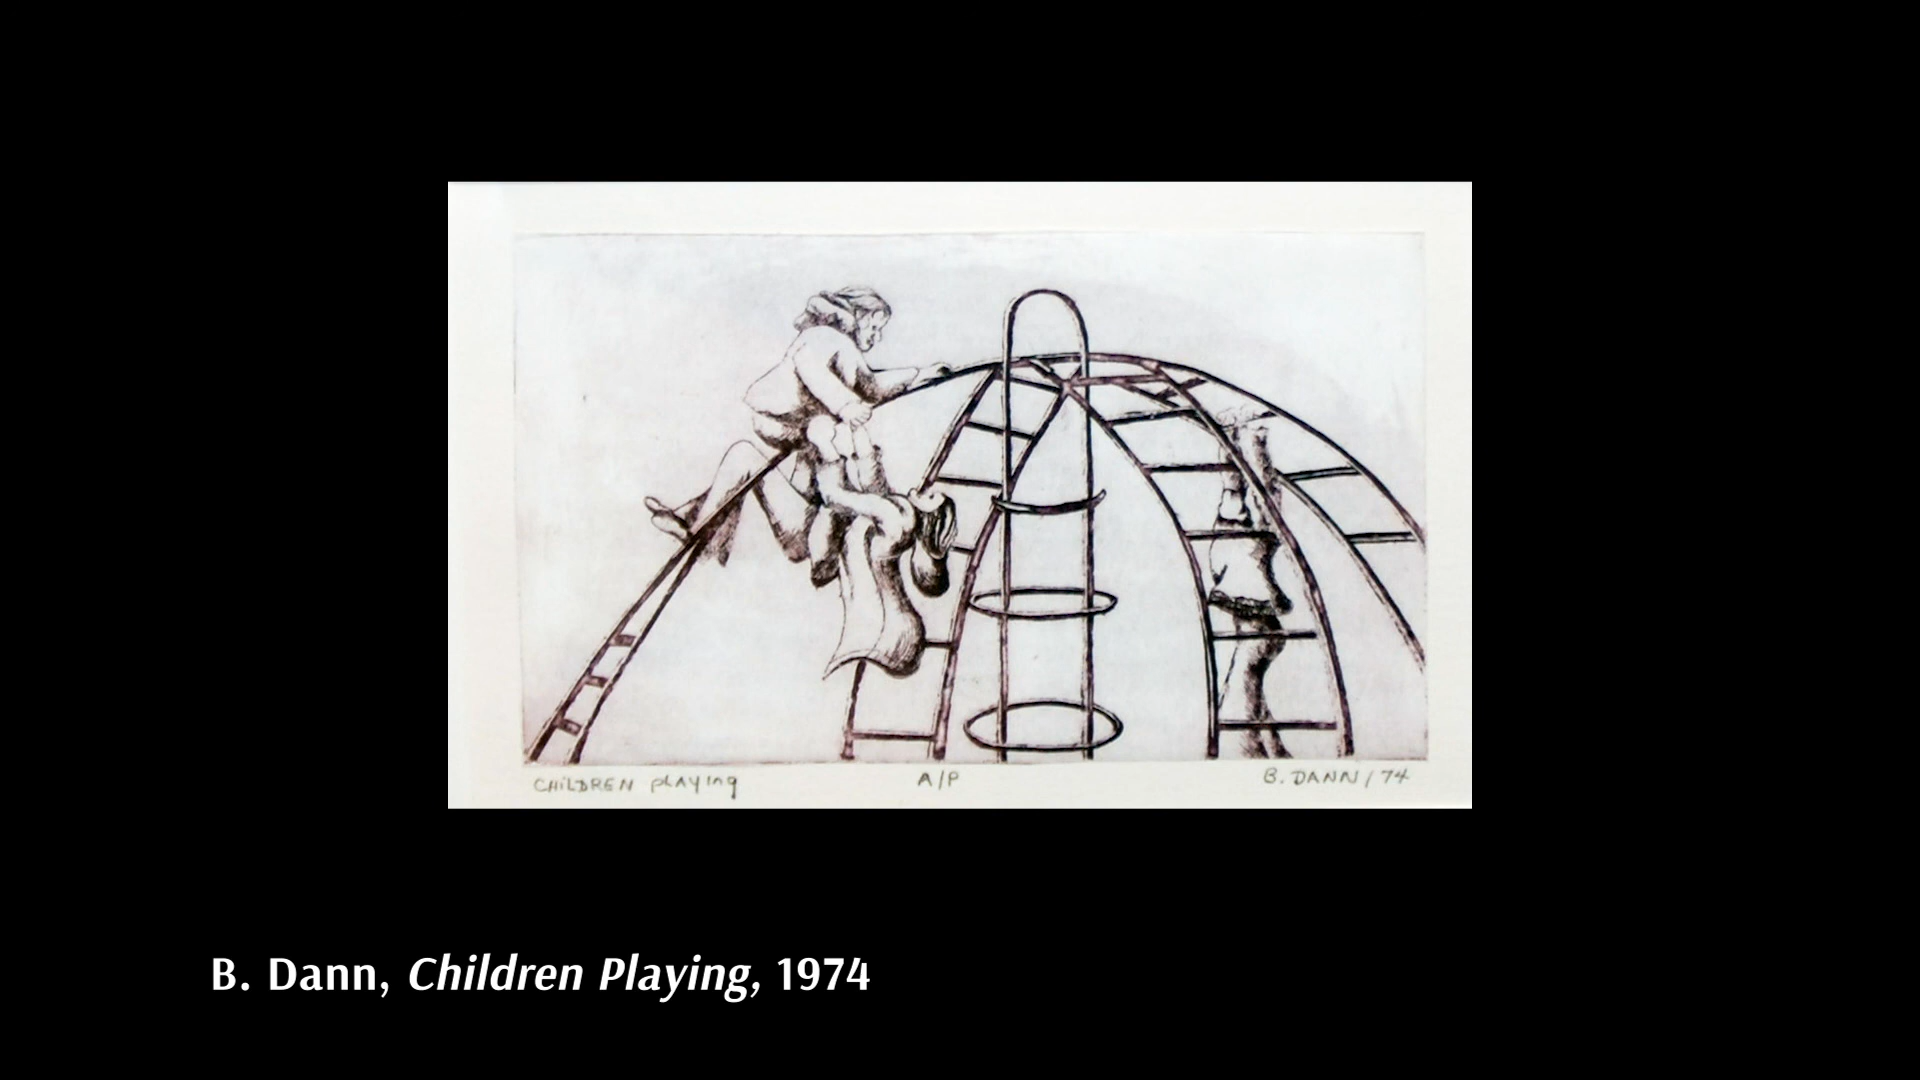 CHiLDREN pLAYing
A/P
B. DANN / 74
B. Dann, Children Playing, 1974